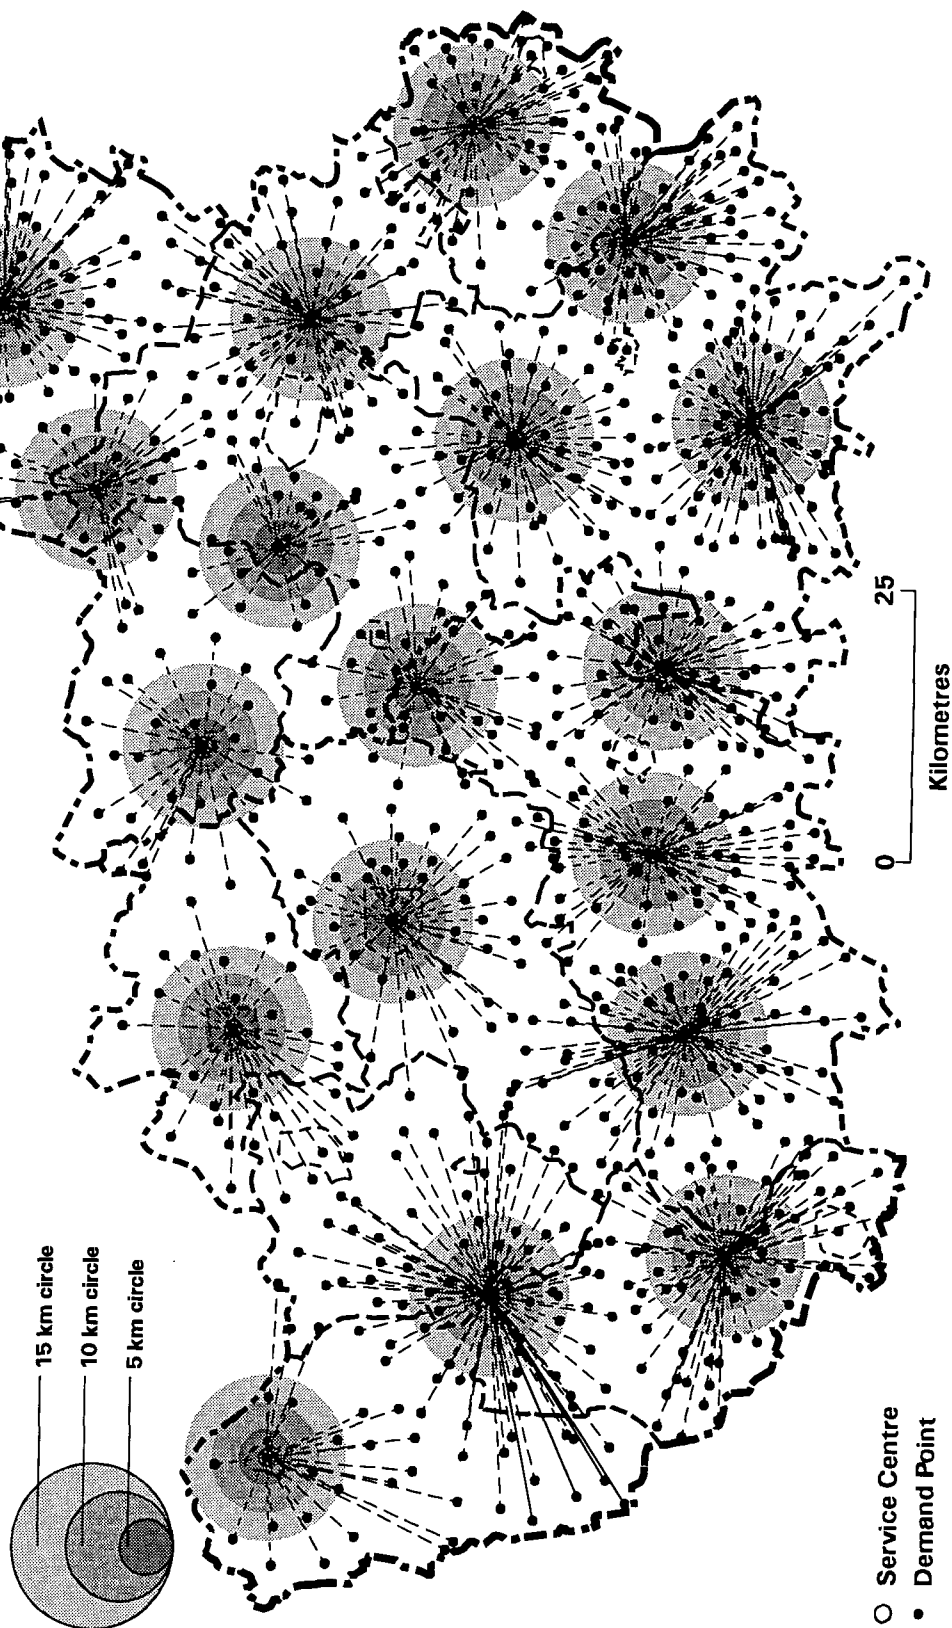 15 km circle
10 km circle
5 km circle
Service Centre
Demand Point
0
25
Kilometres